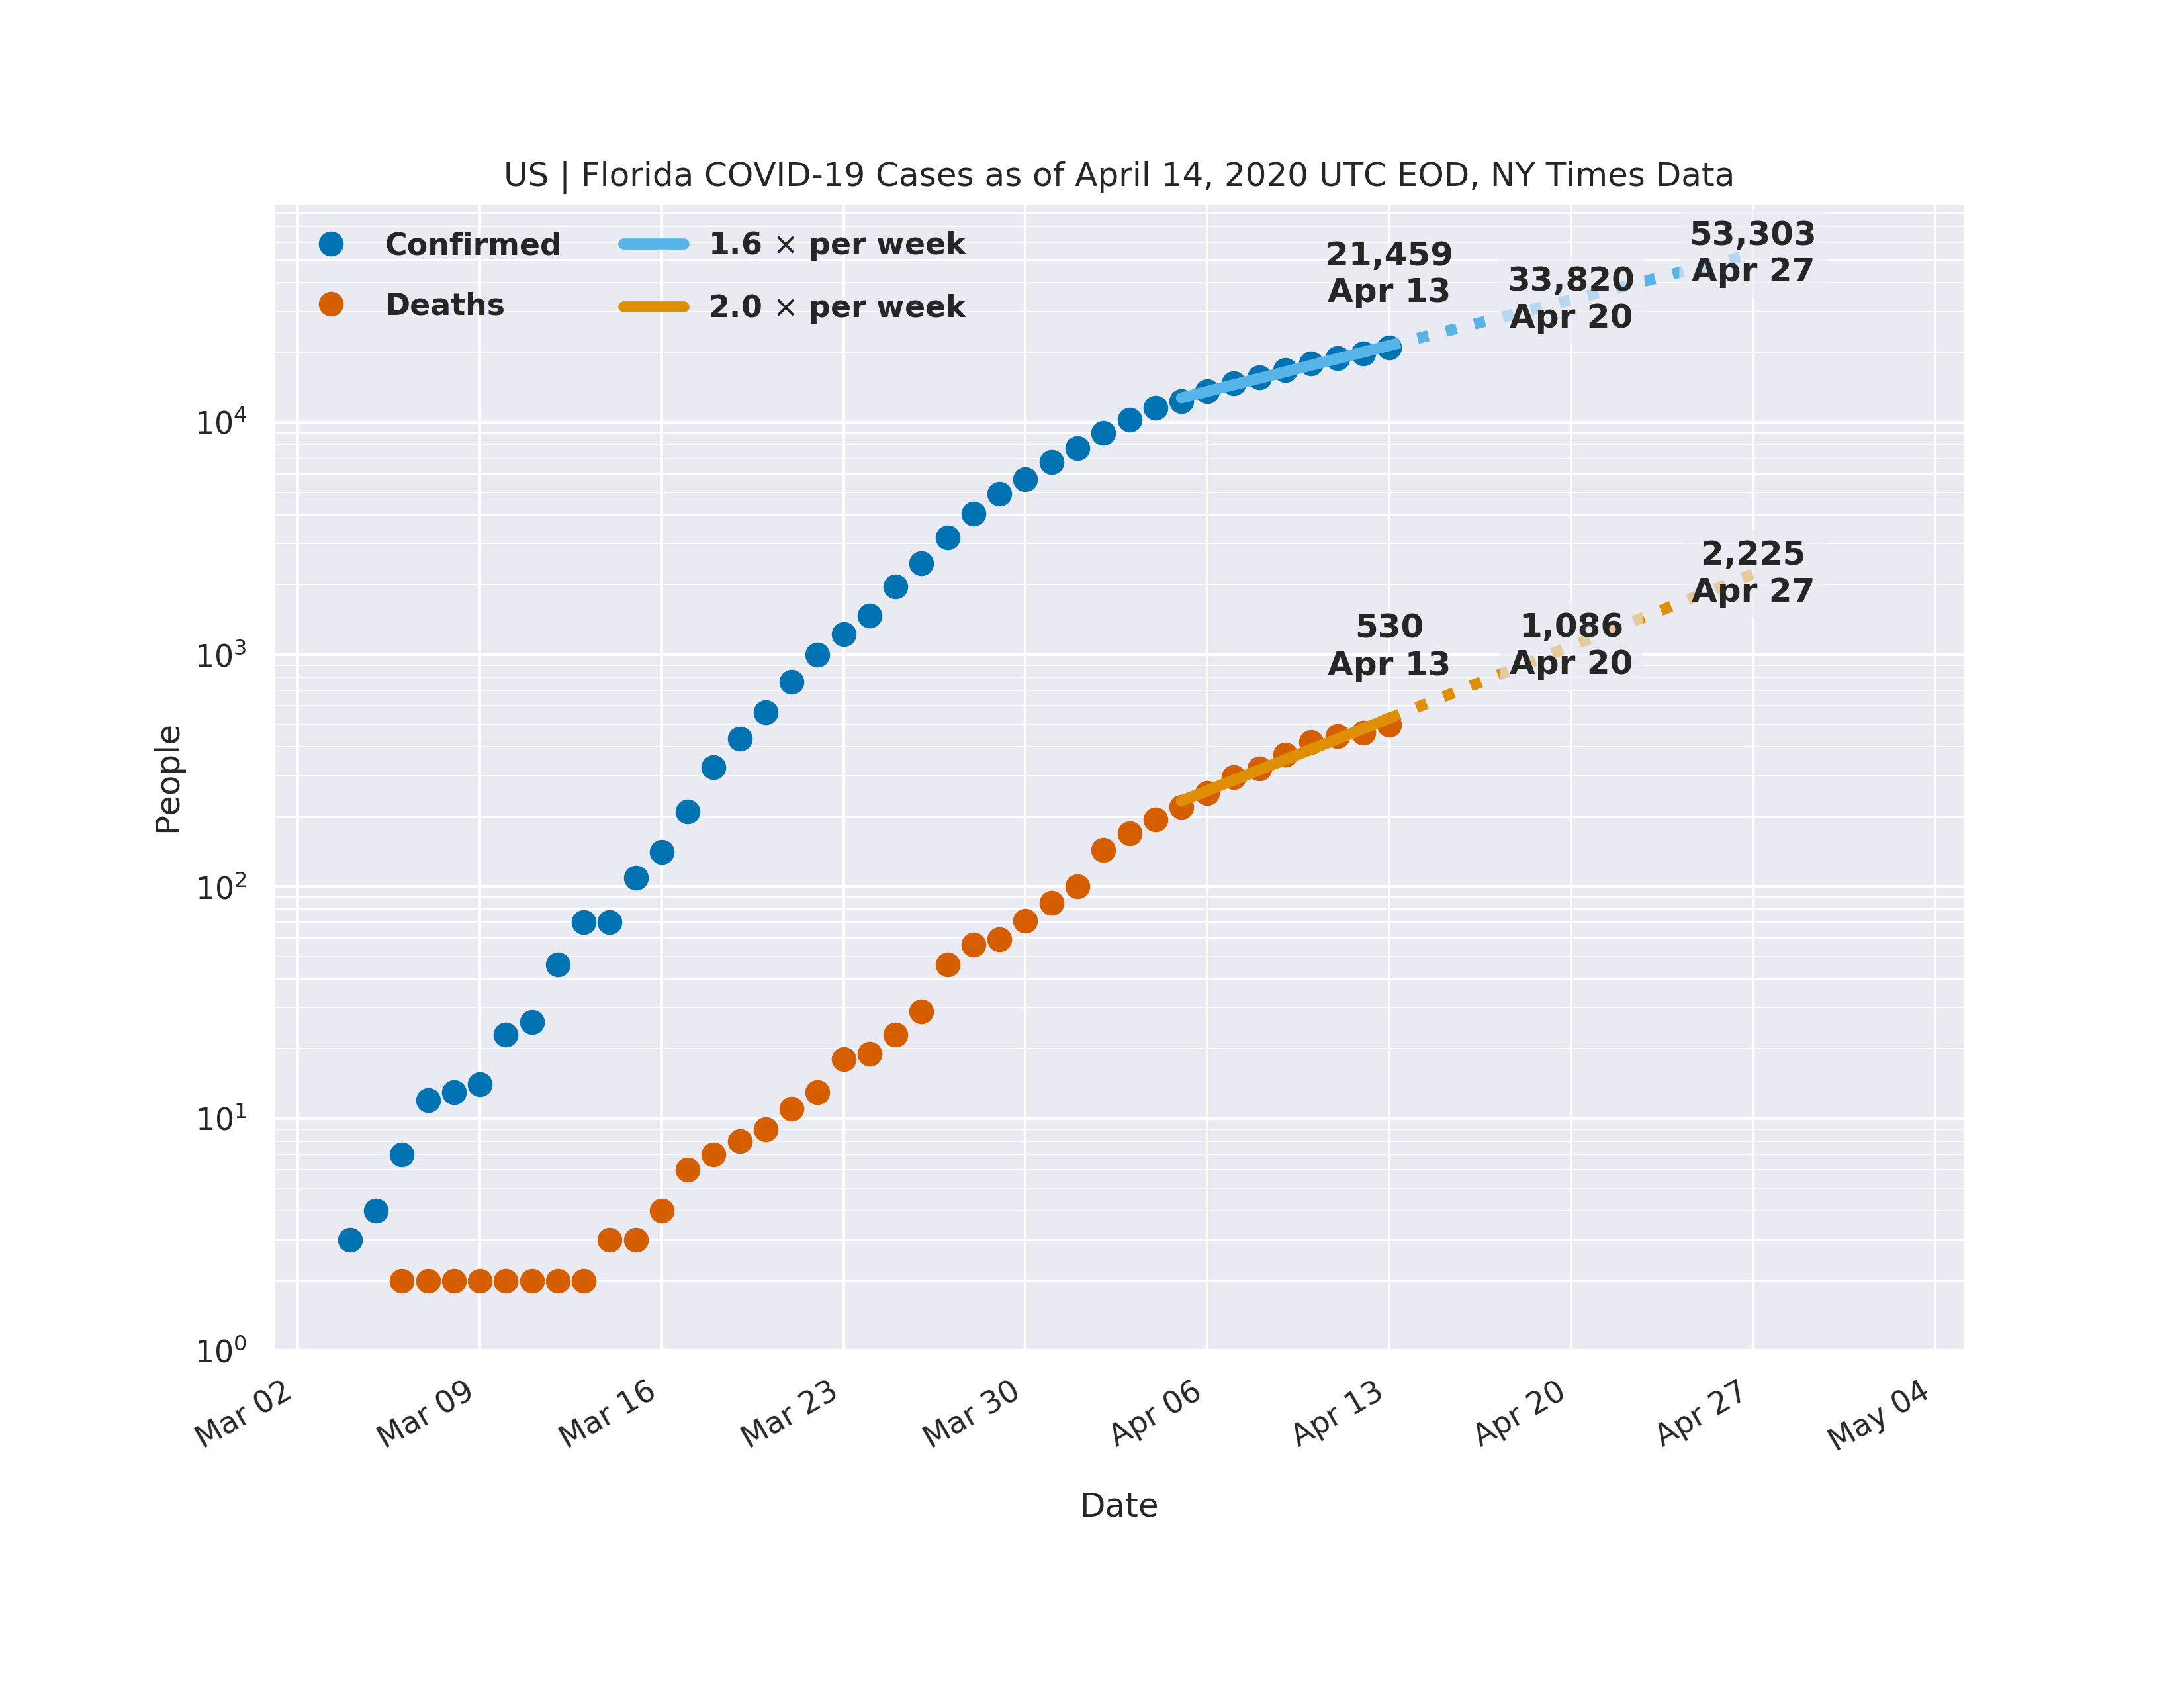 US | Florida COVID-19 Cases as of April 14, 2020 UTC EOD, NY Times Data
Confirmed
Deaths
1.6 × per week
2.0 × per week
21,459
Apr 13
33,820
Apr 20
53,303
Apr 27
530
Apr 13
1,086
Apr 20
2,225
Apr 27
People
10⁴
10³
10²
10¹
10⁰
Mar 02
Mar 09
Mar 16
Mar 23
Mar 30
Apr 06
Apr 13
Apr 20
Apr 27
May 04
Date